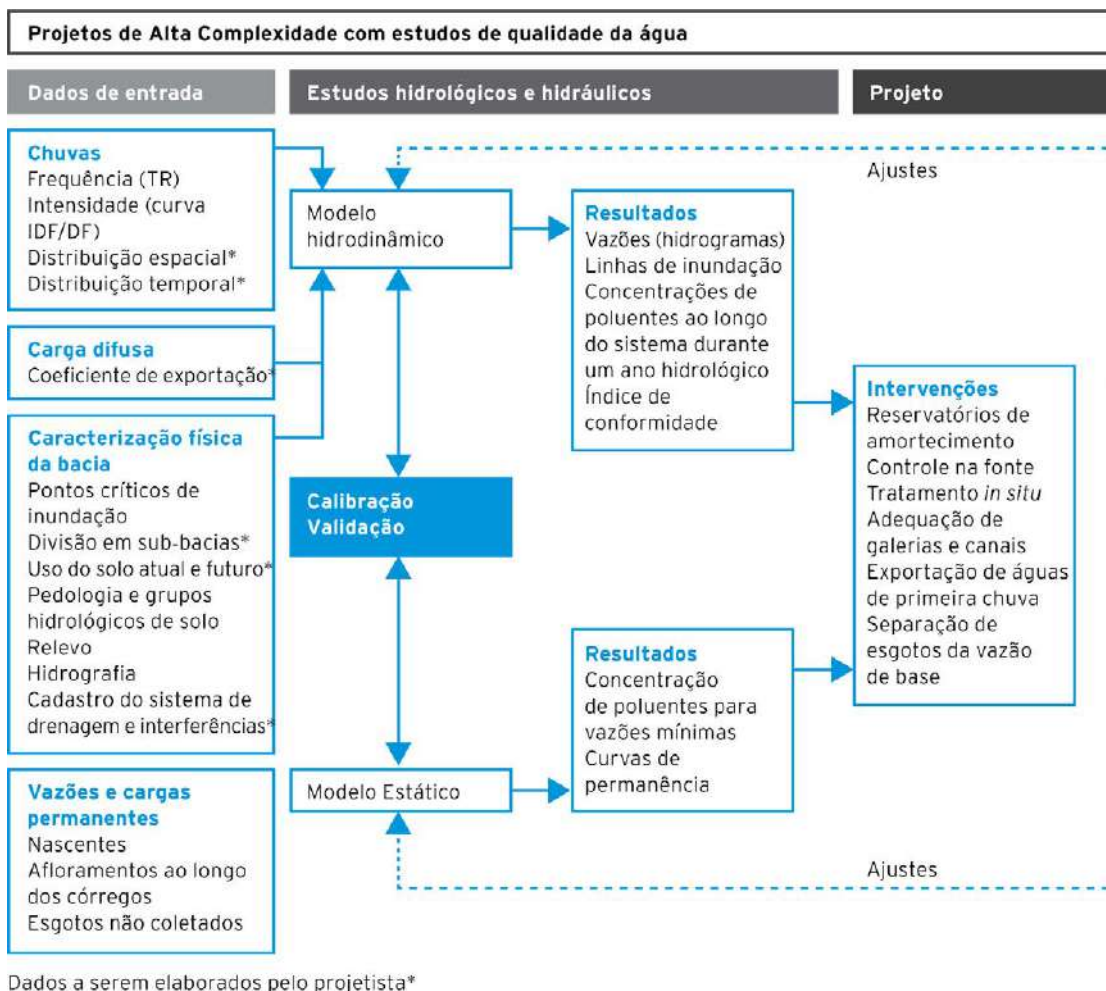 Projetos de Alta Complexidade com estudos de qualidade da água
Dados de entrada
Estudos hidrológicos e hidráulicos
Projeto
Chuvas
Frequência (TR)
Intensidade (curva
IDF/DF)
Distribuição espacial*
Distribuição temporal*
Carga difusa
Coeficiente de exportação*
Caracterização física
da bacia
Pontos críticos de
inundação
Divisão em sub-bacias*
Uso do solo atual e futuro*
Pedologia e grupos
hidrológicos de solo
Relevo
Hidrografia
Cadastro do sistema de
drenagem e interferências*
Vazões e cargas
permanentes
Nascentes
Afloramentos ao longo
dos córregos
Esgotos não coletados
Modelo
hidrodinâmico
Calibração
Validação
Modelo Estático
Resultados
Vazões (hidrogramas)
Linhas de inundação
Concentrações de
poluentes ao longo
do sistema durante
um ano hidrológico
Índice de
conformidade
Resultados
Concentração
de poluentes para
vazões mínimas
Curvas de
permanência
Ajustes
Intervenções
Reservatórios de
amortecimento
Controle na fonte
Tratamento in situ
Adequação de
galerias e canais
Exportação de águas
de primeira chuva
Separação de
esgotos da vazão
de base
Ajustes
Dados a serem elaborados pelo projetista*